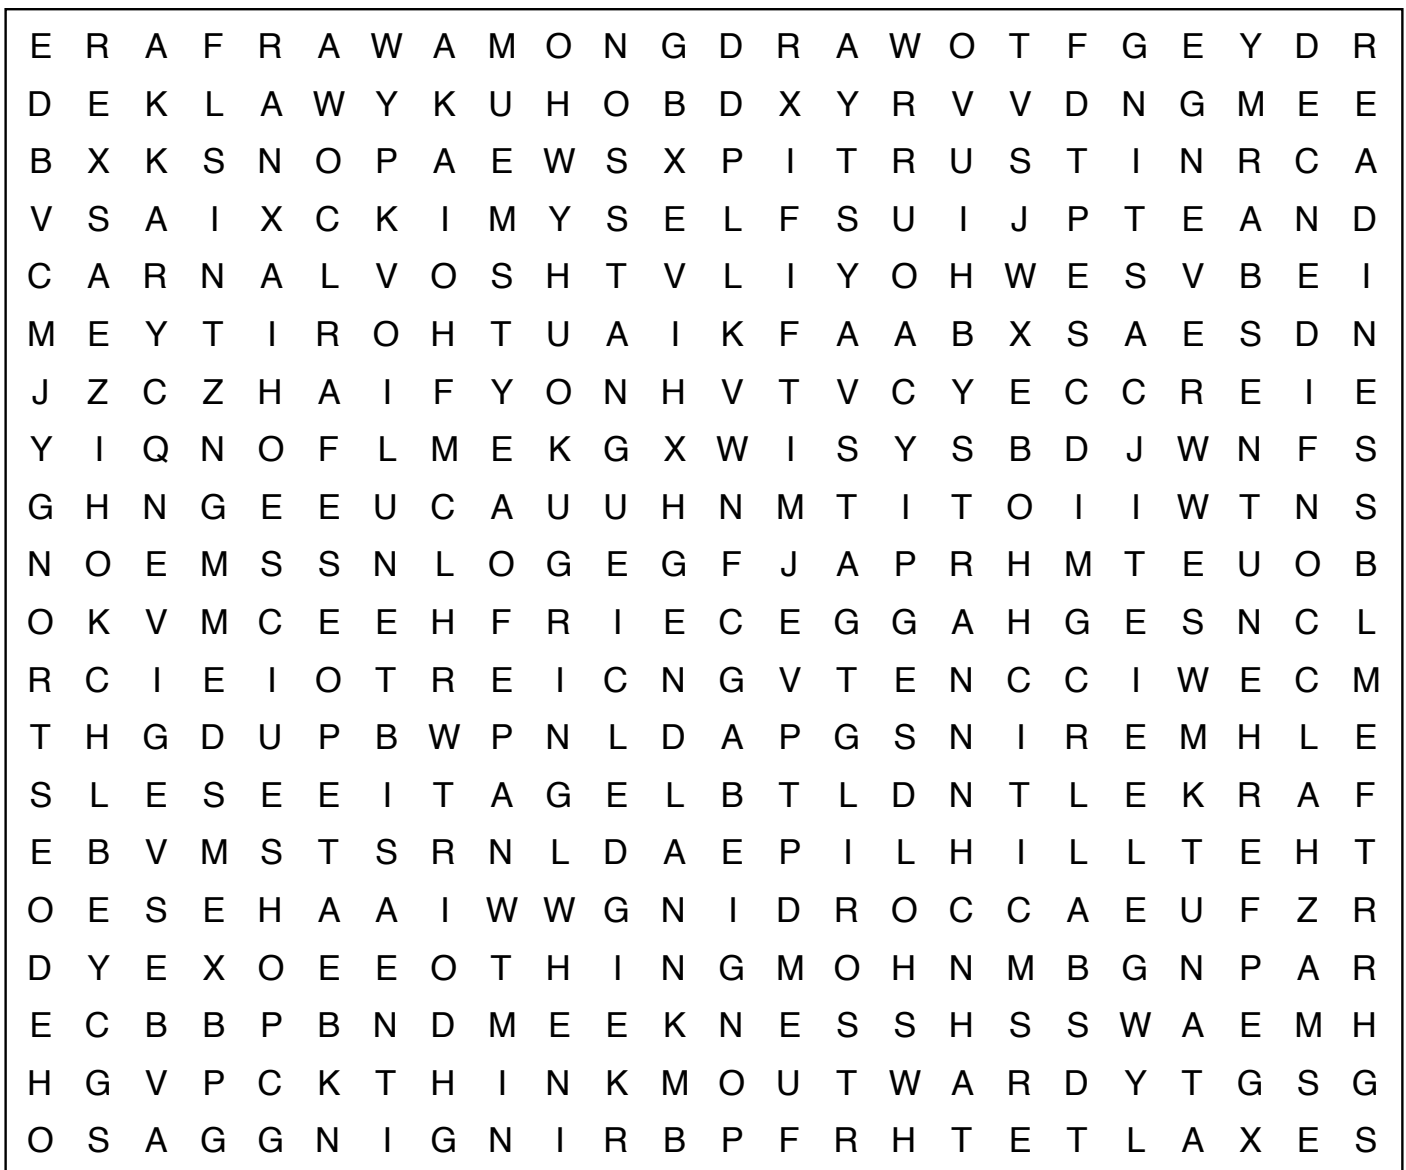 E R A F R A W A M O N G D R A W O T F G E Y D R
D E K L A W Y K U H O B D X Y R V V D N G M E E
B X K S N O P A E W S X P I T R U S T I N R C A
V S A I X C K I M Y S E L F S U I J P T E A N D
C A R N A L V O S H T V L I Y O H W E S V B E I
M E Y T I R O H T U A I K F A A B X S A E S D N
J Z C Z H A I F Y O N H V T V C Y E C C R E I E
Y I Q N O F L M E K G X W I S Y S B D J W N F S
G H N G E E U C A U U H N M T I T O I I W T N S
N O E M S S N L O G E G F J A P R H M T E U O B
O K V M C E E H F R I E C E G G A H G E S N C L
R C I E I O T R E I C N G V T E N C C I W E C M
T H G D U P B W P N L D A P G S N I R E M H L E
S L E S E E I T A G E L B T L D N T L E K R A F
E B V M S T S R N L D A E P I L H I L L T E H T
O E S E H A A I W W G N I D R O C C A E U F Z R
D Y E X O E E O T H I N G M O H N M B G N P A R
E C B B P B N D M E E K N E S S H S S W A E M H
H G V P C K T H I N K M O U T W A R D Y T G S G
O S A G G N I G N I R B P F R H T E T L A X E S